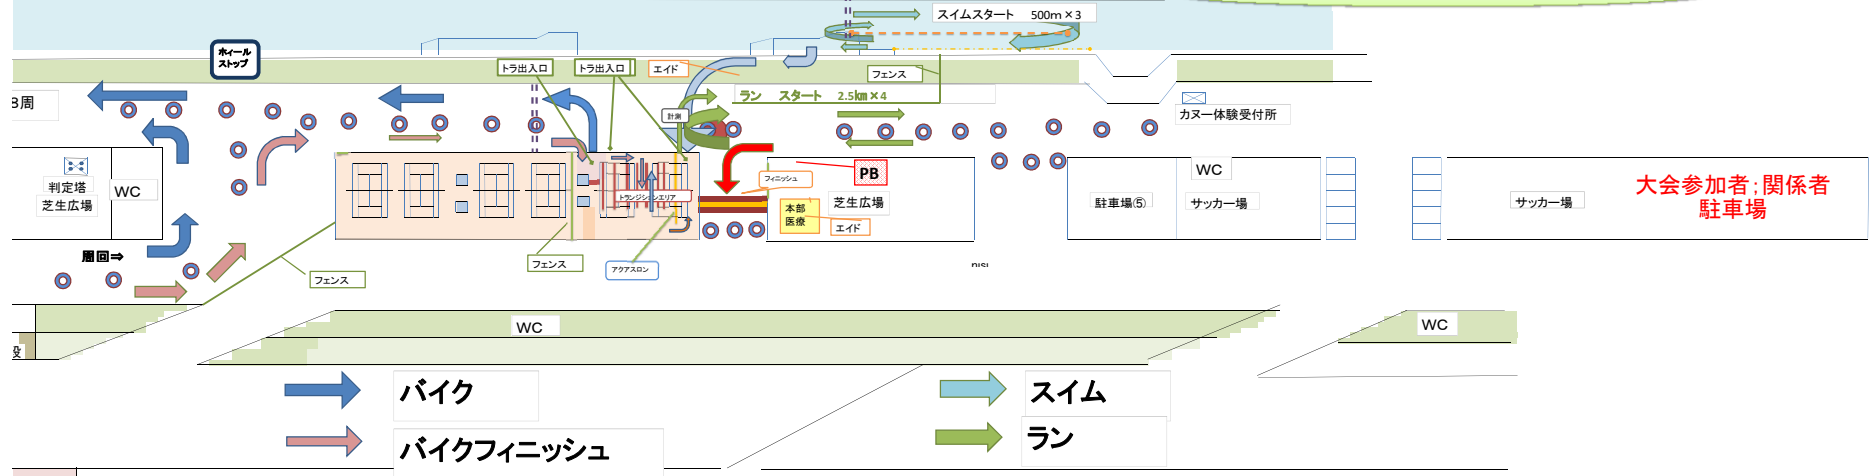 スイムスタート　500m×3
ホィール
ストップ
トラ出入口
トラ出入口
エイド
フェンス
8周
ラン　スタート　2.5km×4
計測
カヌー体験受付所
判定塔
芝生広場
WC
トランジションエリア
フィニッシュ
PB
本部
医療
芝生広場
エイド
駐車場⑤
WC
サッカー場
サッカー場
大会参加者;関係者
駐車場
周回⇒
フェンス
フェンス
アクアスロン
WC
WC
設
バイク
スイム
バイクフィニッシュ
ラン